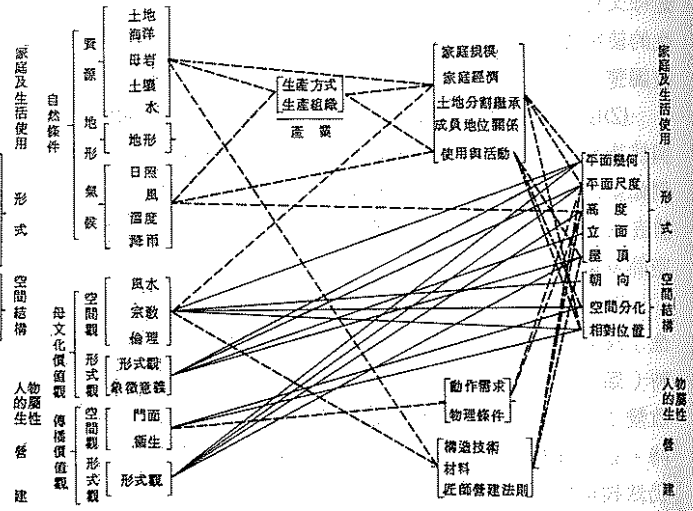 家庭及生活使用
形式
空間結構
人的生
物屬性
營
建
自然條件
資源
土地
海洋
母岩
土壤
水
地形
地形
氣候
日照
風
溫度
降雨
母文化價值觀
空間觀
風水
宗教
倫理
形式觀
形式觀
象徵意義
傳播價值觀
空間觀
門面
衛生
形式觀
形式觀
生產方式
生產組織
產業
家庭規模
家庭經濟
土地分割繼承
成員地位關係
使用與活動
動作需求
物理條件
構造技術
材料
匠師營建法則
平面幾何
平面尺度
高度
立面
屋頂
朝向
空間分化
相對位置
家庭及生活使用
形式
空間結構
人的生
物屬性
營
建